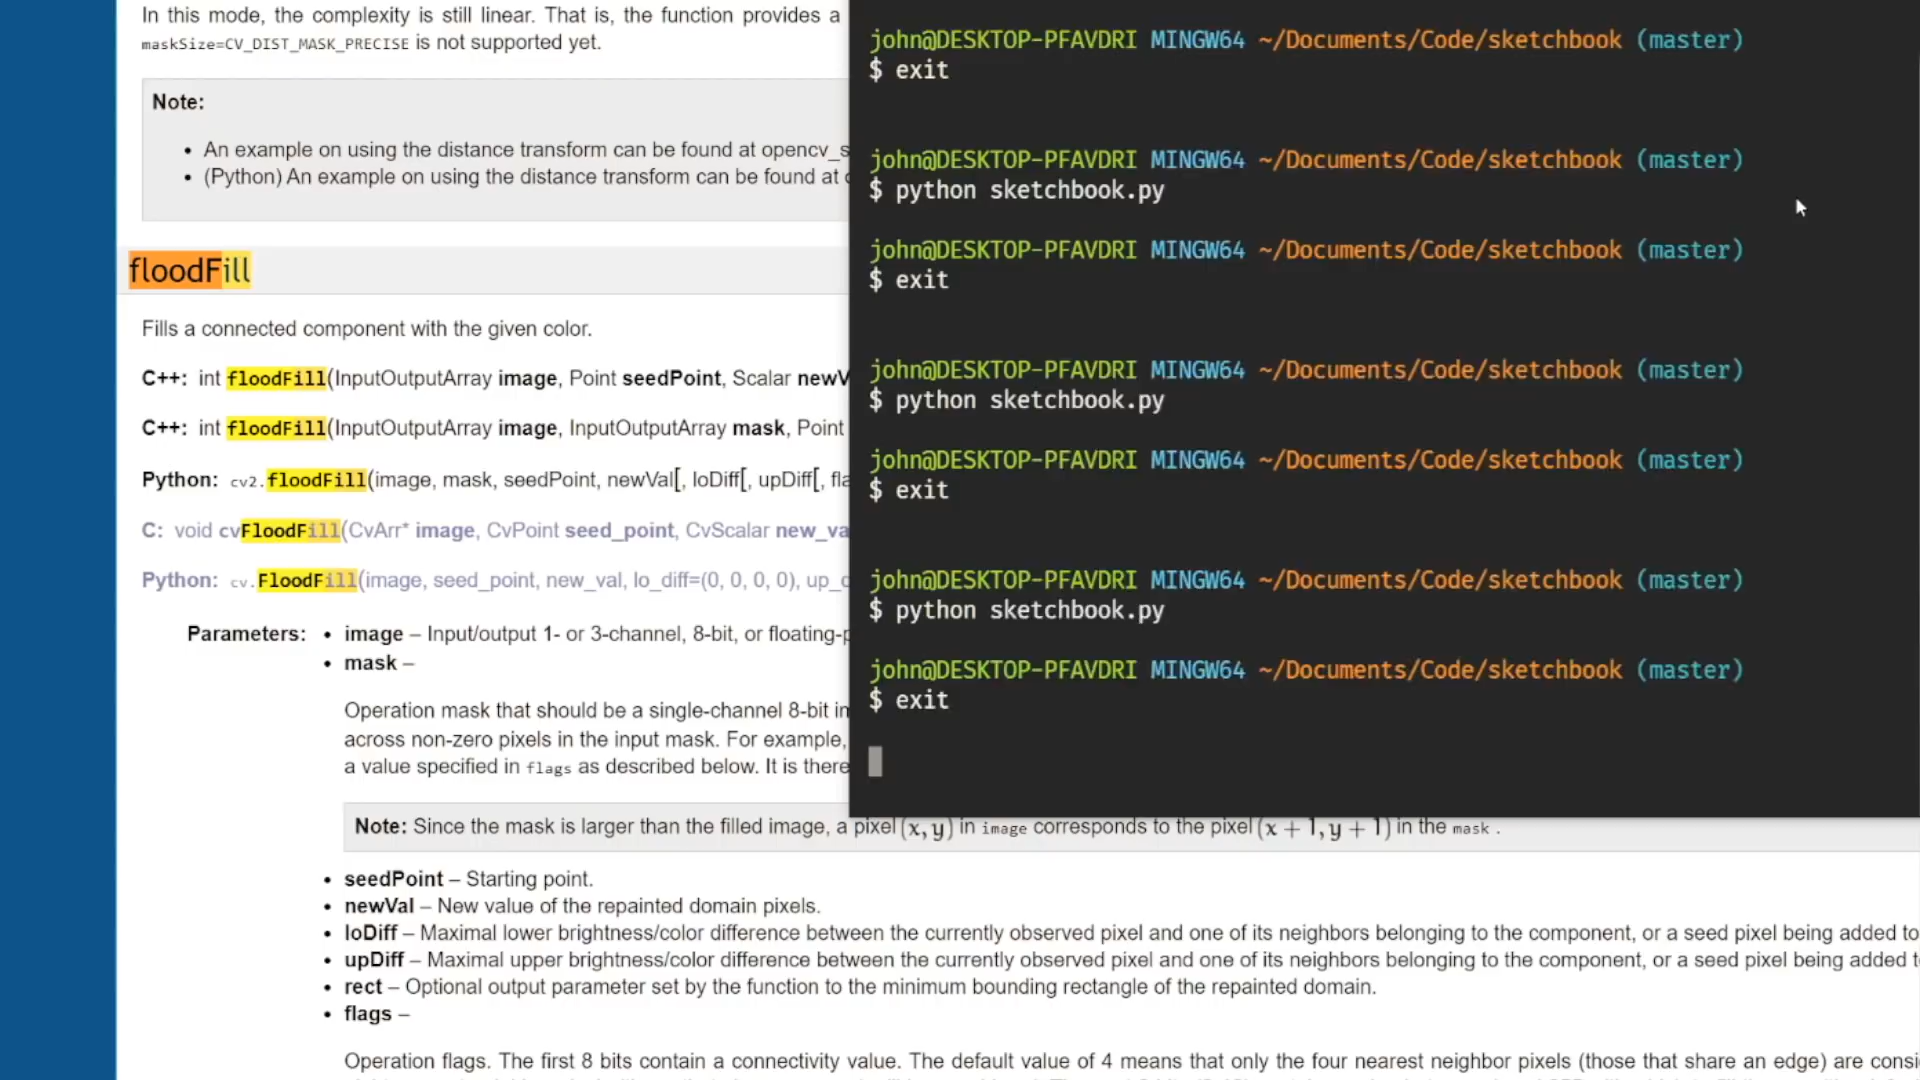 In this mode, the complexity is still linear. That is, the function provides a
maskSize=CV_DIST_MASK_PRECISE is not supported yet.
Note:
• An example on using the distance transform can be found at opencv_s
• (Python) An example on using the distance transform can be found at
floodFill
Fills a connected component with the given color.
C++: int floodFill(InputOutputArray image, Point seedPoint, Scalar newV
C++: int floodFill(InputOutputArray image, InputOutputArray mask, Point
Python: cv2.floodFill(image, mask, seedPoint, newVal[, loDiff[, upDiff[, fla
C: void cvFloodFill(CvArr* image, CvPoint seed_point, CvScalar new_va
Python: cv.FloodFill(image, seed_point, new_val, lo_diff=(0, 0, 0, 0), up_d
Parameters: • image – Input/output 1- or 3-channel, 8-bit, or floating-p
• mask –
Operation mask that should be a single-channel 8-bit in
across non-zero pixels in the input mask. For example,
a value specified in flags as described below. It is there
Note: Since the mask is larger than the filled image, a pixel (x, y) in image corresponds to the pixel (x + 1, y + 1) in the mask .
• seedPoint – Starting point.
• newVal – New value of the repainted domain pixels.
• loDiff – Maximal lower brightness/color difference between the currently observed pixel and one of its neighbors belonging to the component, or a seed pixel being added to
• upDiff – Maximal upper brightness/color difference between the currently observed pixel and one of its neighbors belonging to the component, or a seed pixel being added
• rect – Optional output parameter set by the function to the minimum bounding rectangle of the repainted domain.
• flags –
Operation flags. The first 8 bits contain a connectivity value. The default value of 4 means that only the four nearest neighbor pixels (those that share an edge) are consi
john@DESKTOP-PFAVDRI MINGW64 ~/Documents/Code/sketchbook (master)
$ exit
john@DESKTOP-PFAVDRI MINGW64 ~/Documents/Code/sketchbook (master)
$ python sketchbook.py
john@DESKTOP-PFAVDRI MINGW64 ~/Documents/Code/sketchbook (master)
$ exit
john@DESKTOP-PFAVDRI MINGW64 ~/Documents/Code/sketchbook (master)
$ python sketchbook.py
john@DESKTOP-PFAVDRI MINGW64 ~/Documents/Code/sketchbook (master)
$ exit
john@DESKTOP-PFAVDRI MINGW64 ~/Documents/Code/sketchbook (master)
$ python sketchbook.py
john@DESKTOP-PFAVDRI MINGW64 ~/Documents/Code/sketchbook (master)
$ exit